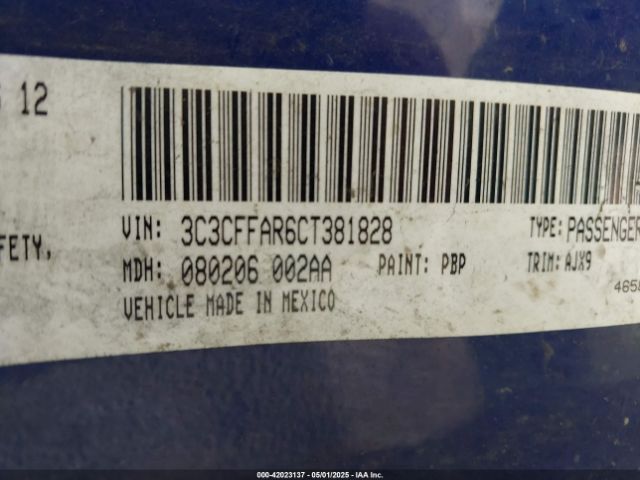 12
FETY,
VIN: 3C3CFFAR6CT381828
TYPE: PASSENGER
MDH: 080206 002AA
PAINT: PBP
TRIM: AJX9
VEHICLE MADE IN MEXICO
465
000-42023137 - 05/01/2025 - IAA Inc.